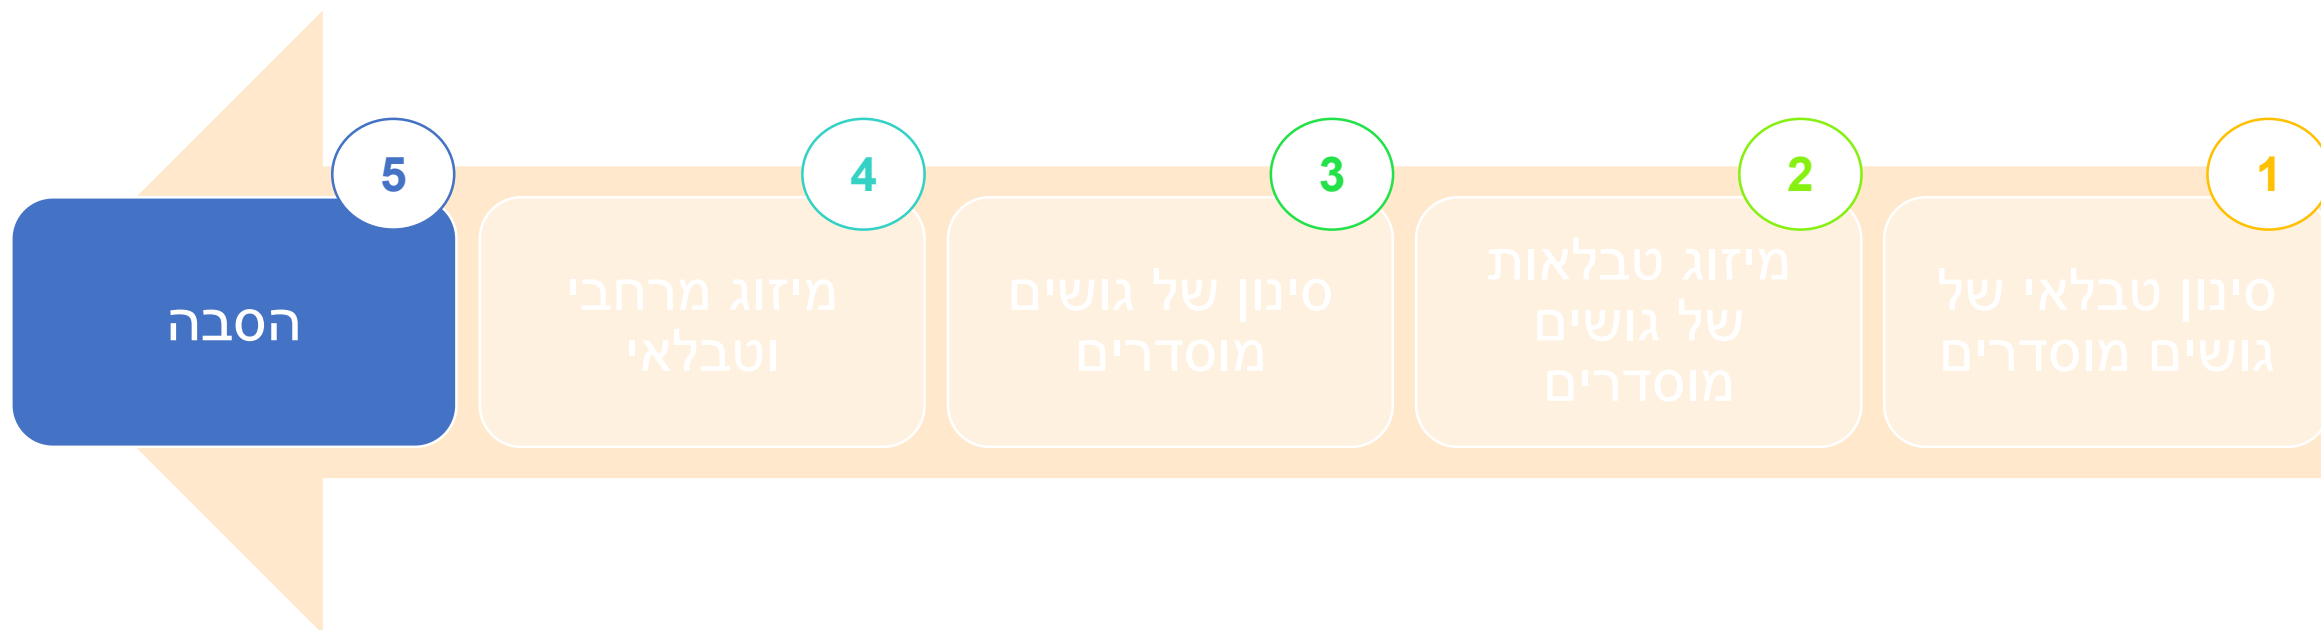 1
סינון טבלאי של
גושים מוסדרים
2
מיזוג טבלאות
של גושים
מוסדרים
3
סינון של גושים
מוסדרים
4
מיזוג מרחבי
וטבלאי
5
הסבה